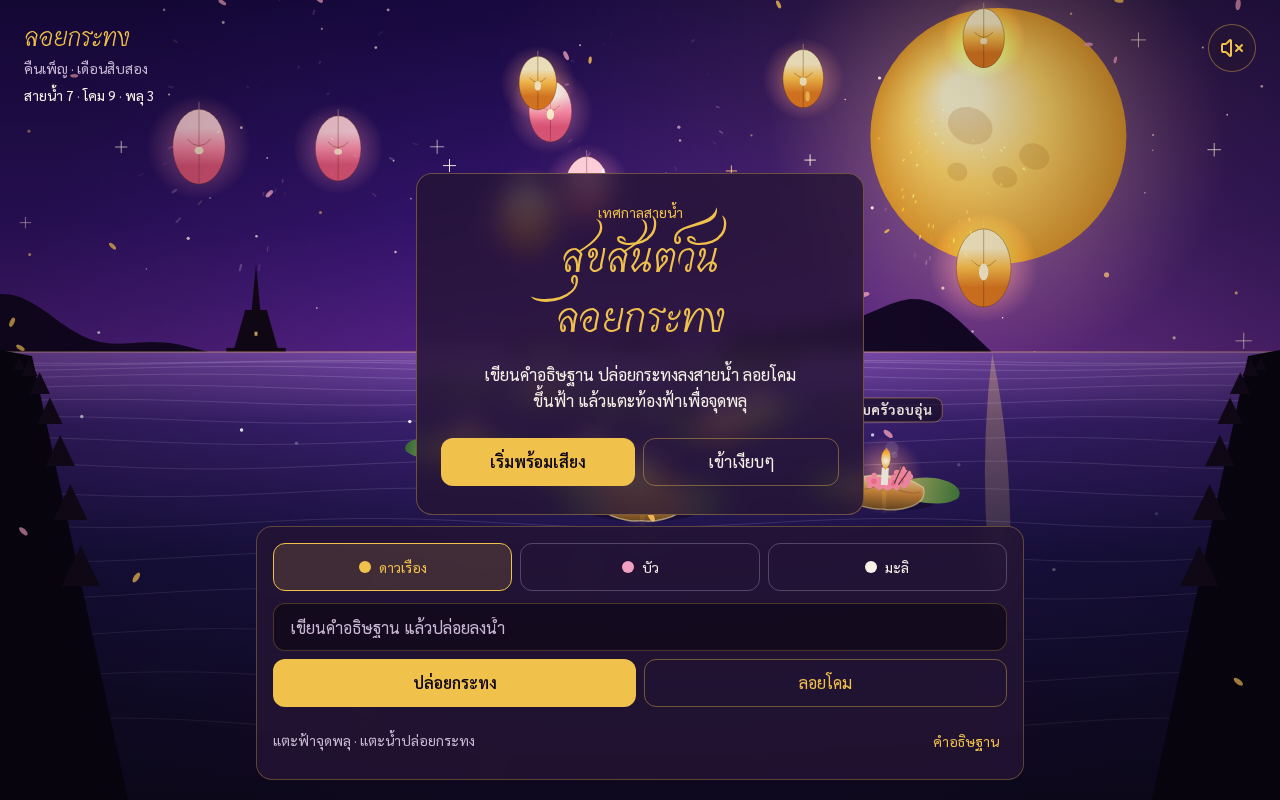 ลอยกระทง
คืนเพ็ญ · เดือนสิบสอง
สายน้ำ 7 · โคม 9 · พลุ 3
เทศกาลสายน้ำ
สุขสันต์วัน
ลอยกระทง
เขียนคำอธิษฐาน ปล่อยกระทงลงสายน้ำ ลอยโคม
ขึ้นฟ้า แล้วแตะท้องฟ้าเพื่อจุดพลุ
เริ่มพร้อมเสียง
เข้าเงียบๆ
ดาวเรือง
บัว
มะลิ
เขียนคำอธิษฐาน แล้วปล่อยลงน้ำ
ปล่อยกระทง
ลอยโคม
แตะฟ้าจุดพลุ · แตะน้ำปล่อยกระทง
คำอธิษฐาน